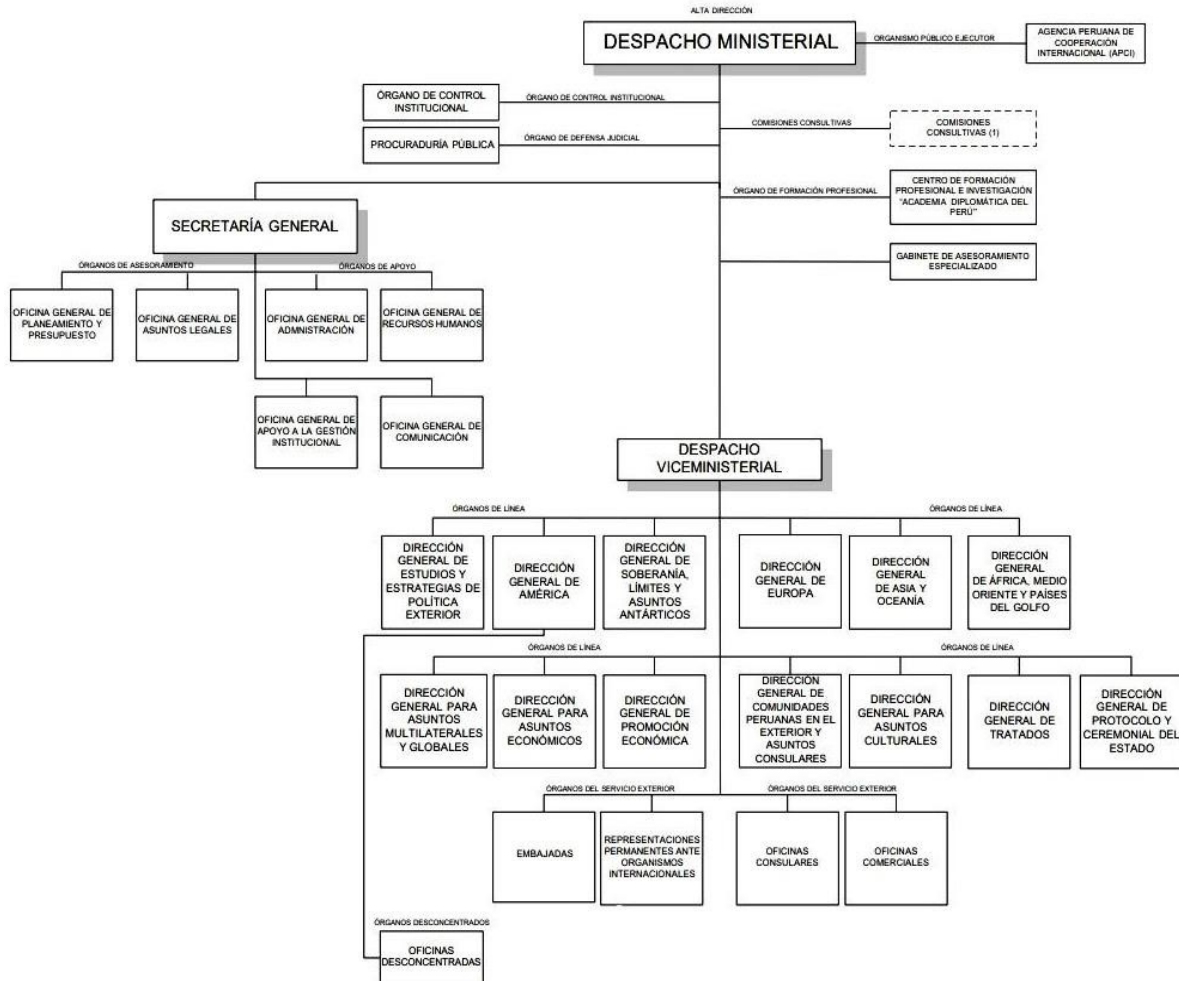 ALTA DIRECCIÓN
DESPACHO MINISTERIAL
ORGANISMO PÚBLICO EJECUTOR
AGENCIA PERUANA DE
COOPERACIÓN
INTERNACIONAL (APCI)
ÓRGANO DE CONTROL
INSTITUCIONAL
ÓRGANO DE CONTROL INSTITUCIONAL
COMISIONES CONSULTIVAS
COMISIONES
CONSULTIVAS (1)
PROCURADURÍA PÚBLICA
ÓRGANO DE DEFENSA JUDICIAL
ÓRGANO DE FORMACIÓN PROFESIONAL
CENTRO DE FORMACIÓN
PROFESIONAL E INVESTIGACIÓN
"ACADEMIA DIPLOMÁTICA DEL
PERÚ"
SECRETARÍA GENERAL
GABINETE DE ASESORAMIENTO
ESPECIALIZADO
ÓRGANOS DE ASESORAMIENTO
ÓRGANOS DE APOYO
OFICINA GENERAL DE
PLANEAMIENTO Y
PRESUPUESTO
OFICINA GENERAL DE
ASUNTOS LEGALES
OFICINA GENERAL DE
ADMNISTRACIÓN
OFICINA GENERAL DE
RECURSOS HUMANOS
OFICINA GENERAL DE
APOYO A LA GESTIÓN
INSTITUCIONAL
OFICINA GENERAL DE
COMUNICACIÓN
DESPACHO
VICEMINISTERIAL
ÓRGANOS DE LÍNEA
ÓRGANOS DE LÍNEA
DIRECCIÓN
GENERAL DE
ESTUDIOS Y
ESTRATEGIAS DE
POLÍTICA
EXTERIOR
DIRECCIÓN
GENERAL DE
AMÉRICA
DIRECCIÓN
GENERAL DE
SOBERANÍA,
LÍMITES Y
ASUNTOS
ANTÁRTICOS
DIRECCIÓN
GENERAL DE
EUROPA
DIRECCIÓN
GENERAL
DE ASIA Y
OCEANÍA
DIRECCIÓN
GENERAL
DE ÁFRICA, MEDIO
ORIENTE Y PAÍSES
DEL GOLFO
ÓRGANOS DE LÍNEA
ÓRGANOS DE LÍNEA
DIRECCIÓN
GENERAL PARA
ASUNTOS
MULTILATERALES
Y GLOBALES
DIRECCIÓN
GENERAL PARA
ASUNTOS
ECONÓMICOS
DIRECCIÓN
GENERAL DE
PROMOCIÓN
ECONÓMICA
DIRECCIÓN
GENERAL DE
COMUNIDADES
PERUANAS EN EL
EXTERIOR Y
ASUNTOS
CONSULARES
DIRECCIÓN
GENERAL PARA
ASUNTOS
CULTURALES
DIRECCIÓN
GENERAL DE
TRATADOS
DIRECCIÓN
GENERAL DE
PROTOCOLO Y
CEREMONIAL DEL
ESTADO
ÓRGANOS DEL SERVICIO EXTERIOR
ÓRGANOS DEL SERVICIO EXTERIOR
EMBAJADAS
REPRESENTACIONES
PERMANENTES ANTE
ORGANISMOS
INTERNACIONALES
OFICINAS
CONSULARES
OFICINAS
COMERCIALES
ÓRGANOS DESCONCENTRADOS
OFICINAS
DESCONCENTRADAS